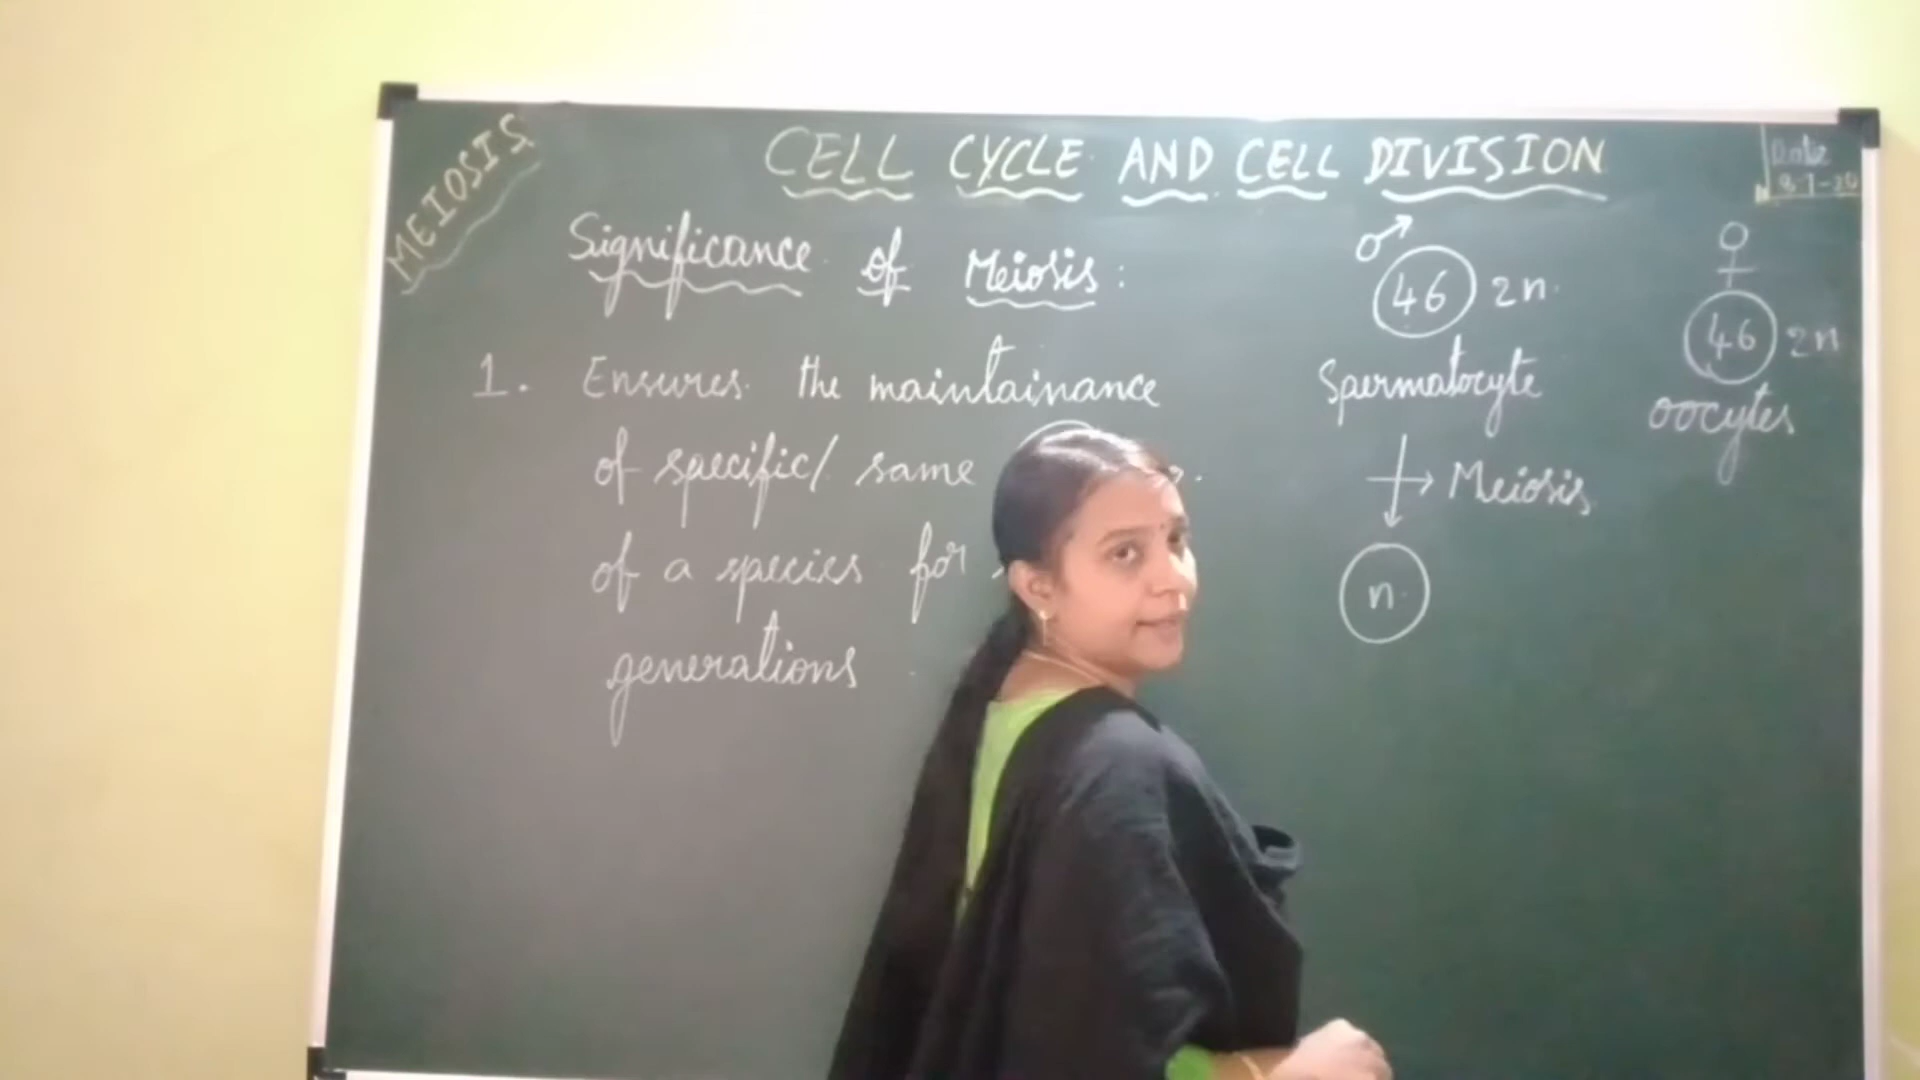 MEIOSIS
CELL CYCLE AND CELL DIVISION
Date
Significance of Meiosis:
1. Ensures the maintainance
of specific/ same
of a species for
generations
♂
46 2n
Spermatocyte
Meiosis
n
♀
46 2n
oocytes